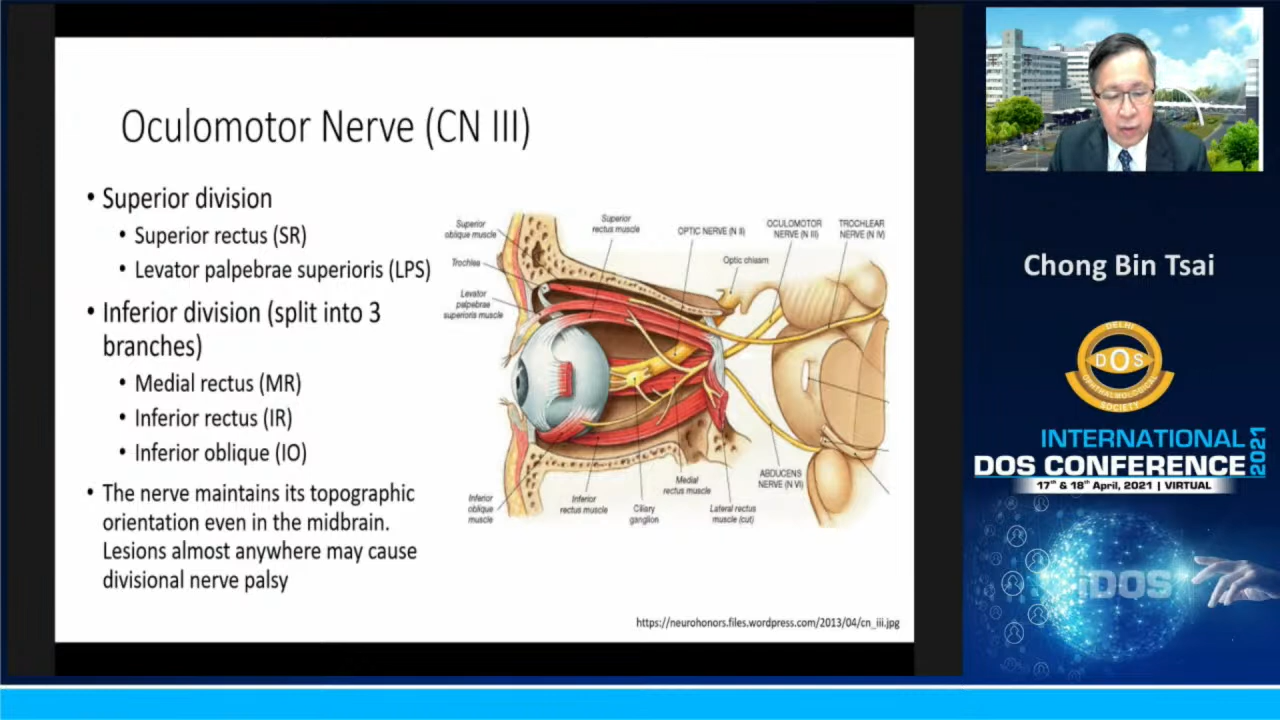 Oculomotor Nerve (CN III)
• Superior division
• Superior rectus (SR)
• Levator palpebrae superioris (LPS)
• Inferior division (split into 3
branches)
• Medial rectus (MR)
• Inferior rectus (IR)
• Inferior oblique (IO)
• The nerve maintains its topographic
orientation even in the midbrain.
Lesions almost anywhere may cause
divisional nerve palsy
Superior
oblique muscle
Trochlea
Levator
palpebrae
superioris muscle
Superior
rectus muscle
OPTIC NERVE (N II)
OCULOMOTOR
NERVE (N III)
TROCHLEAR
NERVE (N IV)
Optic chiasm
Inferior
oblique
muscle
Inferior
rectus muscle
Ciliary
ganglion
Medial
rectus muscle
Lateral rectus
muscle (cut)
ABDUCENS
NERVE (N VI)
https://neurohonors.files.wordpress.com/2013/04/cn_iii.jpg
Chong Bin Tsai
DELHI
DOS
OPHTHALMOLOGICAL
SOCIETY
INTERNATIONAL
DOS CONFERENCE
2021
17th & 18th April, 2021 | VIRTUAL
iDOS